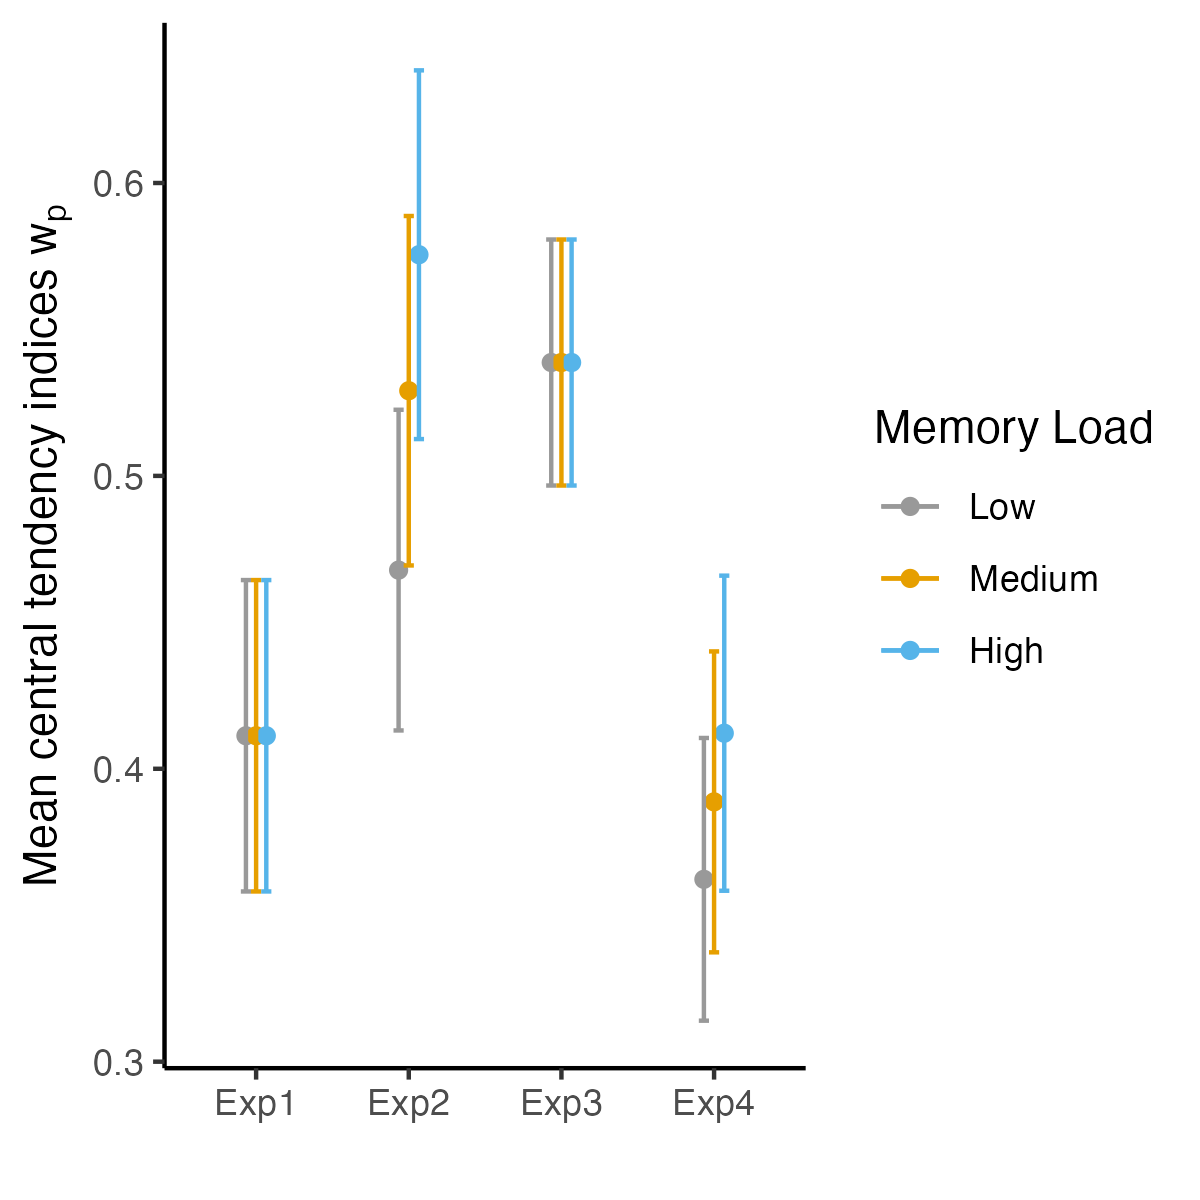 Mean central tendency indices wp
0.6
0.5
0.4
0.3
Exp1 Exp2 Exp3 Exp4
Memory Load
Low
Medium
High